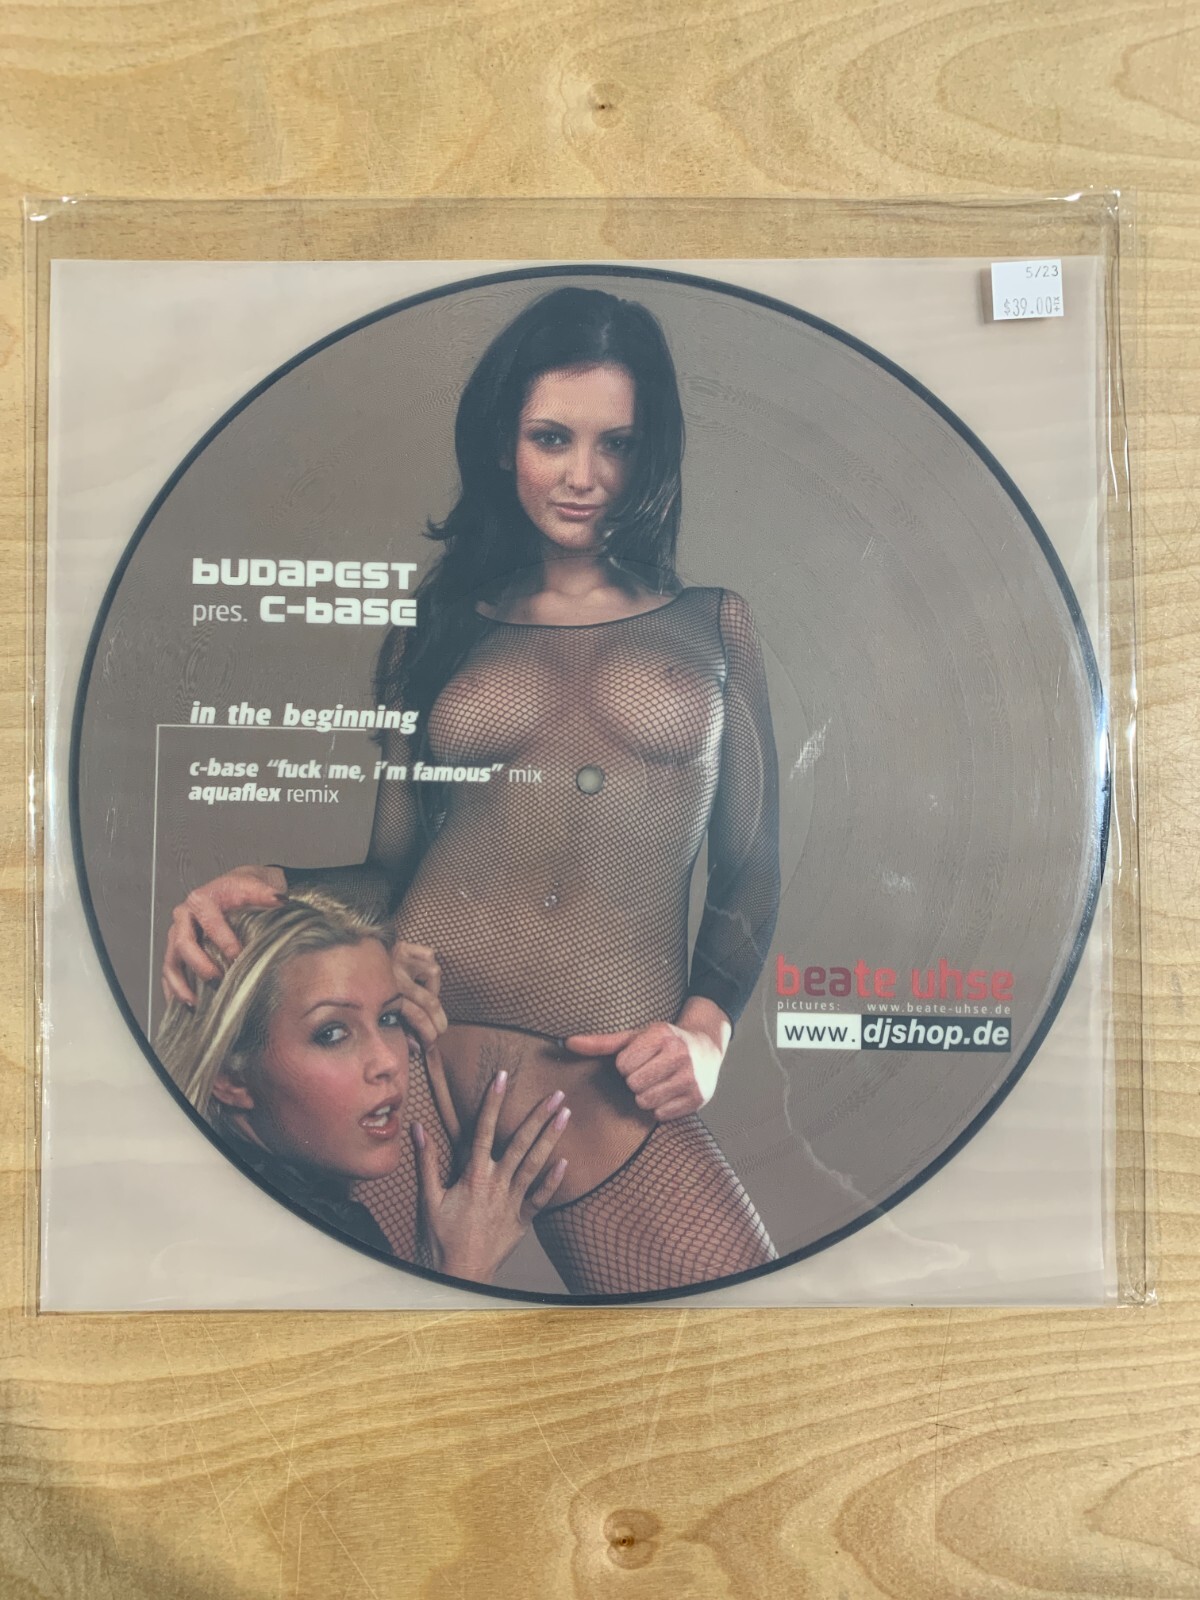 5/23
$39.00
budapest
pres. c-base
in the beginning
c-base "fuck me, i'm famous" mix
aquaflex remix
beate uhse
pictures: www.beate-uhse.de
www.djshop.de